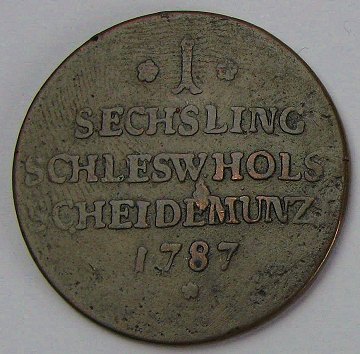 1
SECHSLING
SCHLESWHOLS
SCHEIDEMUNZ
1787